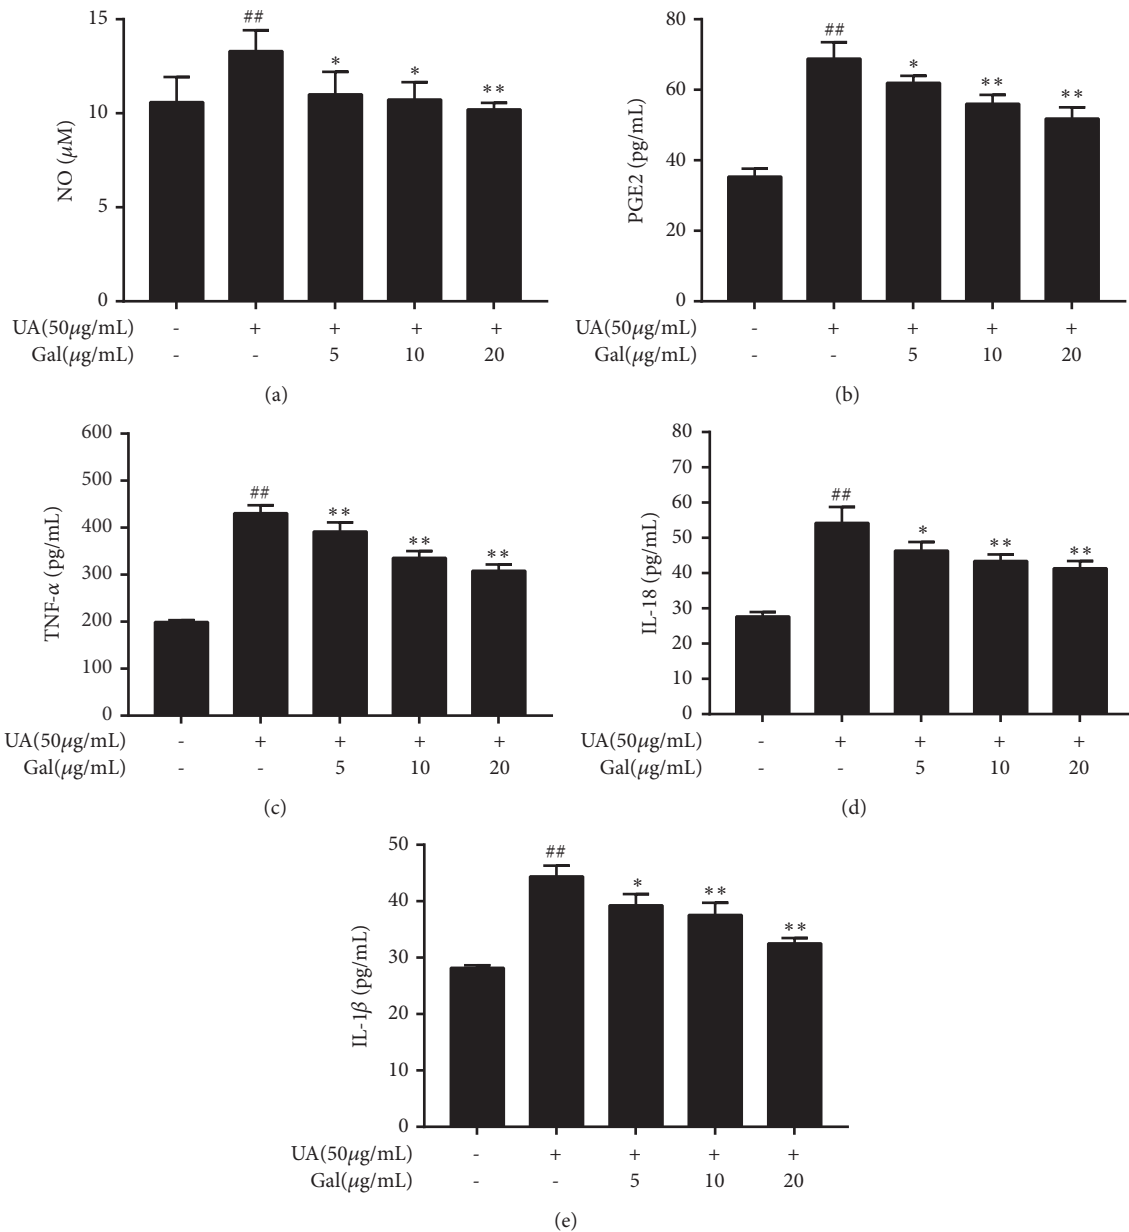 15
10
5
0
NO (μM)
##
*
*
**
UA(50μg/mL) - + + + +
Gal(μg/mL) - - 5 10 20
(a)
80
60
40
20
0
PGE2 (pg/mL)
##
*
**
**
UA(50μg/mL) - + + + +
Gal(μg/mL) - - 5 10 20
(b)
600
500
400
300
200
100
0
TNF-α (pg/mL)
##
**
**
**
UA(50μg/mL) - + + + +
Gal(μg/mL) - - 5 10 20
(c)
80
70
60
50
40
30
20
10
0
IL-18 (pg/mL)
##
*
**
**
UA(50μg/mL) - + + + +
Gal(μg/mL) - - 5 10 20
(d)
50
40
30
20
10
0
IL-1β (pg/mL)
##
*
**
**
UA(50μg/mL) - + + + +
Gal(μg/mL) - - 5 10 20
(e)